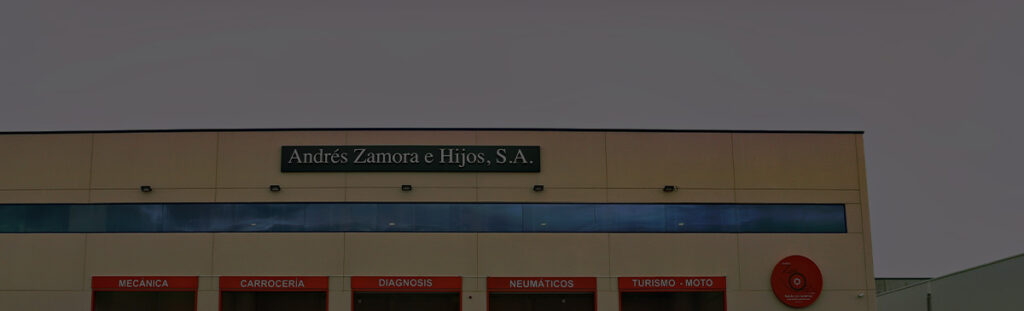 Andrés Zamora e Hijos, S.A.
MECÁNICA
CARROCERÍA
DIAGNOSIS
NEUMÁTICOS
TURISMO - MOTO